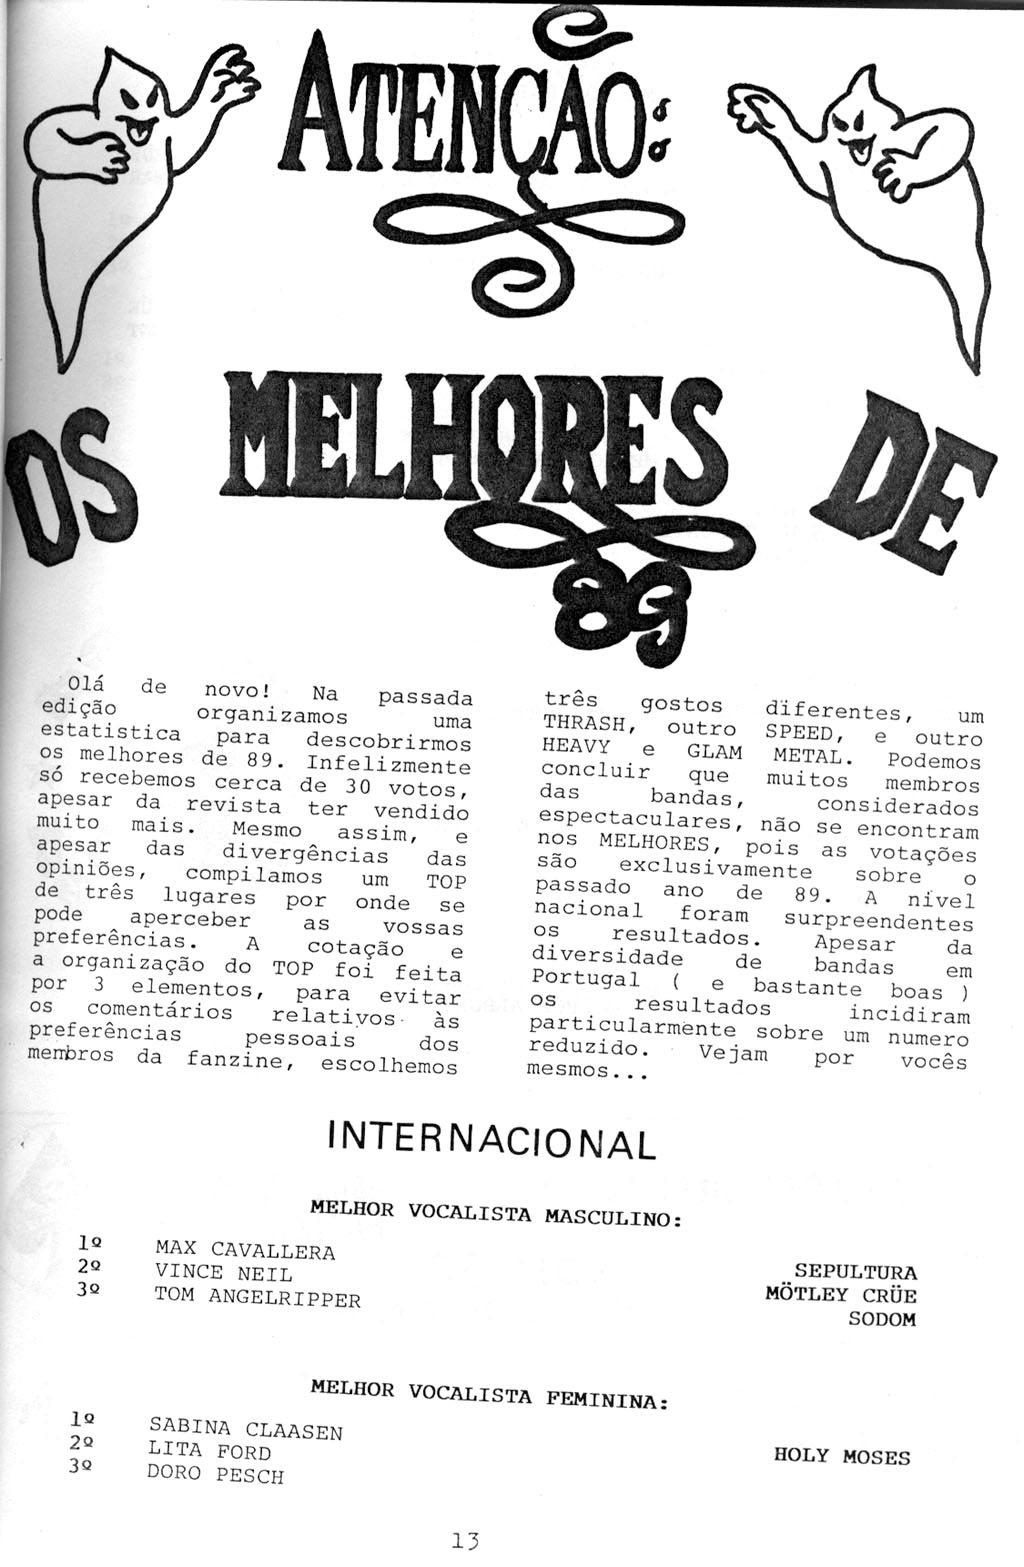 ATENÇÃO:
OS MELHORES DE
89
Olá de novo! Na passada
edição organizamos uma
estatistica para descobrirmos
os melhores de 89. Infelizmente
só recebemos cerca de 30 votos,
apesar da revista ter vendido
muito mais. Mesmo assim, e
apesar das divergências das
opiniões, compilamos um TOP
de três lugares por onde se
pode aperceber as vossas
preferências. A cotação e
a organização do TOP foi feita
por 3 elementos, para evitar
os comentários relativos às
preferências pessoais dos
membros da fanzine, escolhemos
três gostos diferentes, um
THRASH, outro SPEED, e outro
HEAVY e GLAM METAL. Podemos
concluir que muitos membros
das bandas, considerados
espectaculares, não se encontram
nos MELHORES, pois as votações
são exclusivamente sobre o
passado ano de 89. A nivel
nacional foram surpreendentes
os resultados. Apesar da
diversidade de bandas em
Portugal ( e bastante boas )
os resultados incidiram
particularmente sobre um numero
reduzido. Vejam por vocês
mesmos...
INTERNACIONAL
MELHOR VOCALISTA MASCULINO:
1º MAX CAVALLERA SEPULTURA
2º VINCE NEIL MÖTLEY CRÜE
3º TOM ANGELRIPPER SODOM
MELHOR VOCALISTA FEMININA:
1º SABINA CLAASEN HOLY MOSES
2º LITA FORD
3º DORO PESCH
13